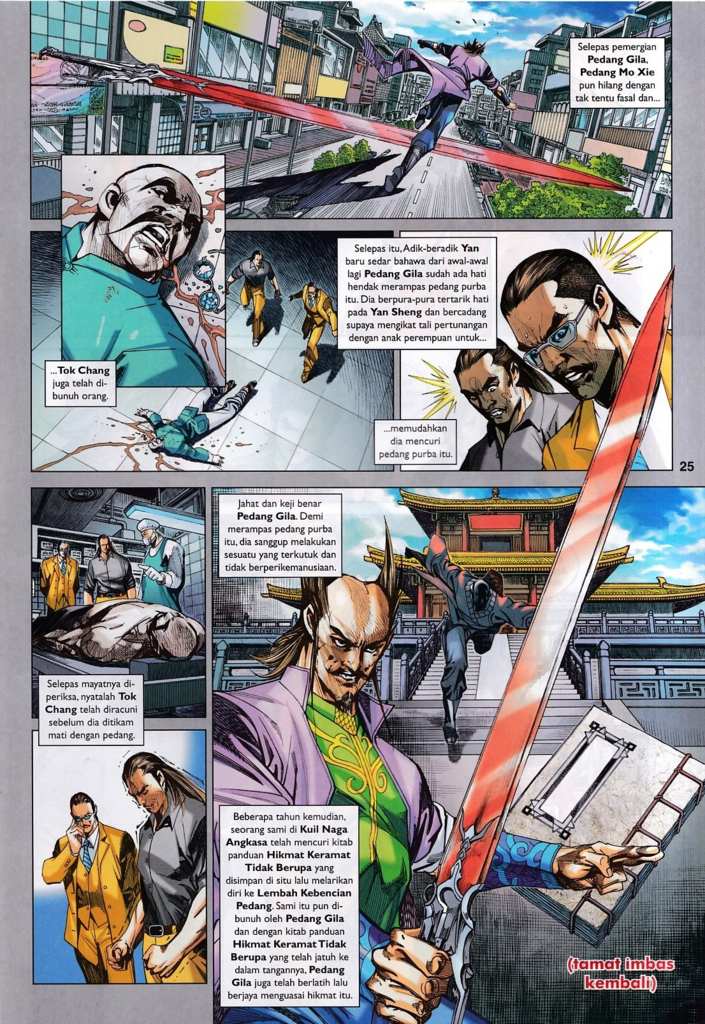 Selepas pemergian
Pedang Gila,
Pedang Mo Xie
pun hilang dengan
tak tentu fasal dan...
...Tok Chang
juga telah di-
bunuh orang.
Selepas itu, Adik-beradik Yan
baru sedar bahawa dari awal-awal
lagi Pedang Gila sudah ada hati
hendak merampas pedang purba
itu. Dia berpura-pura tertarik hati
pada Yan Sheng dan bercadang
supaya mengikat tali pertunangan
dengan anak perempuan untuk...
...memudahkan
dia mencuri
pedang purba itu.
25
Selepas mayatnya di-
periksa, nyatalah Tok
Chang telah diracuni
sebelum dia ditikam
mati dengan pedang.
Jahat dan keji benar
Pedang Gila. Demi
merampas pedang purba
itu, dia sanggup melakukan
sesuatu yang terkutuk dan
tidak berperikemanusiaan.
Beberapa tahun kemudian,
seorang sami di Kuil Naga
Angkasa telah mencuri kitab
panduan Hikmat Keramat
Tidak Berupa yang
disimpan di situ lalu melarikan
diri ke Lembah Kebencian
Pedang. Sami itu pun di-
bunuh oleh Pedang Gila
dan dengan kitab panduan
Hikmat Keramat Tidak
Berupa yang telah jatuh ke
dalam tangannya, Pedang
Gila juga telah berlatih lalu
berjaya menguasai hikmat itu.
(tamat imbas
kembali)